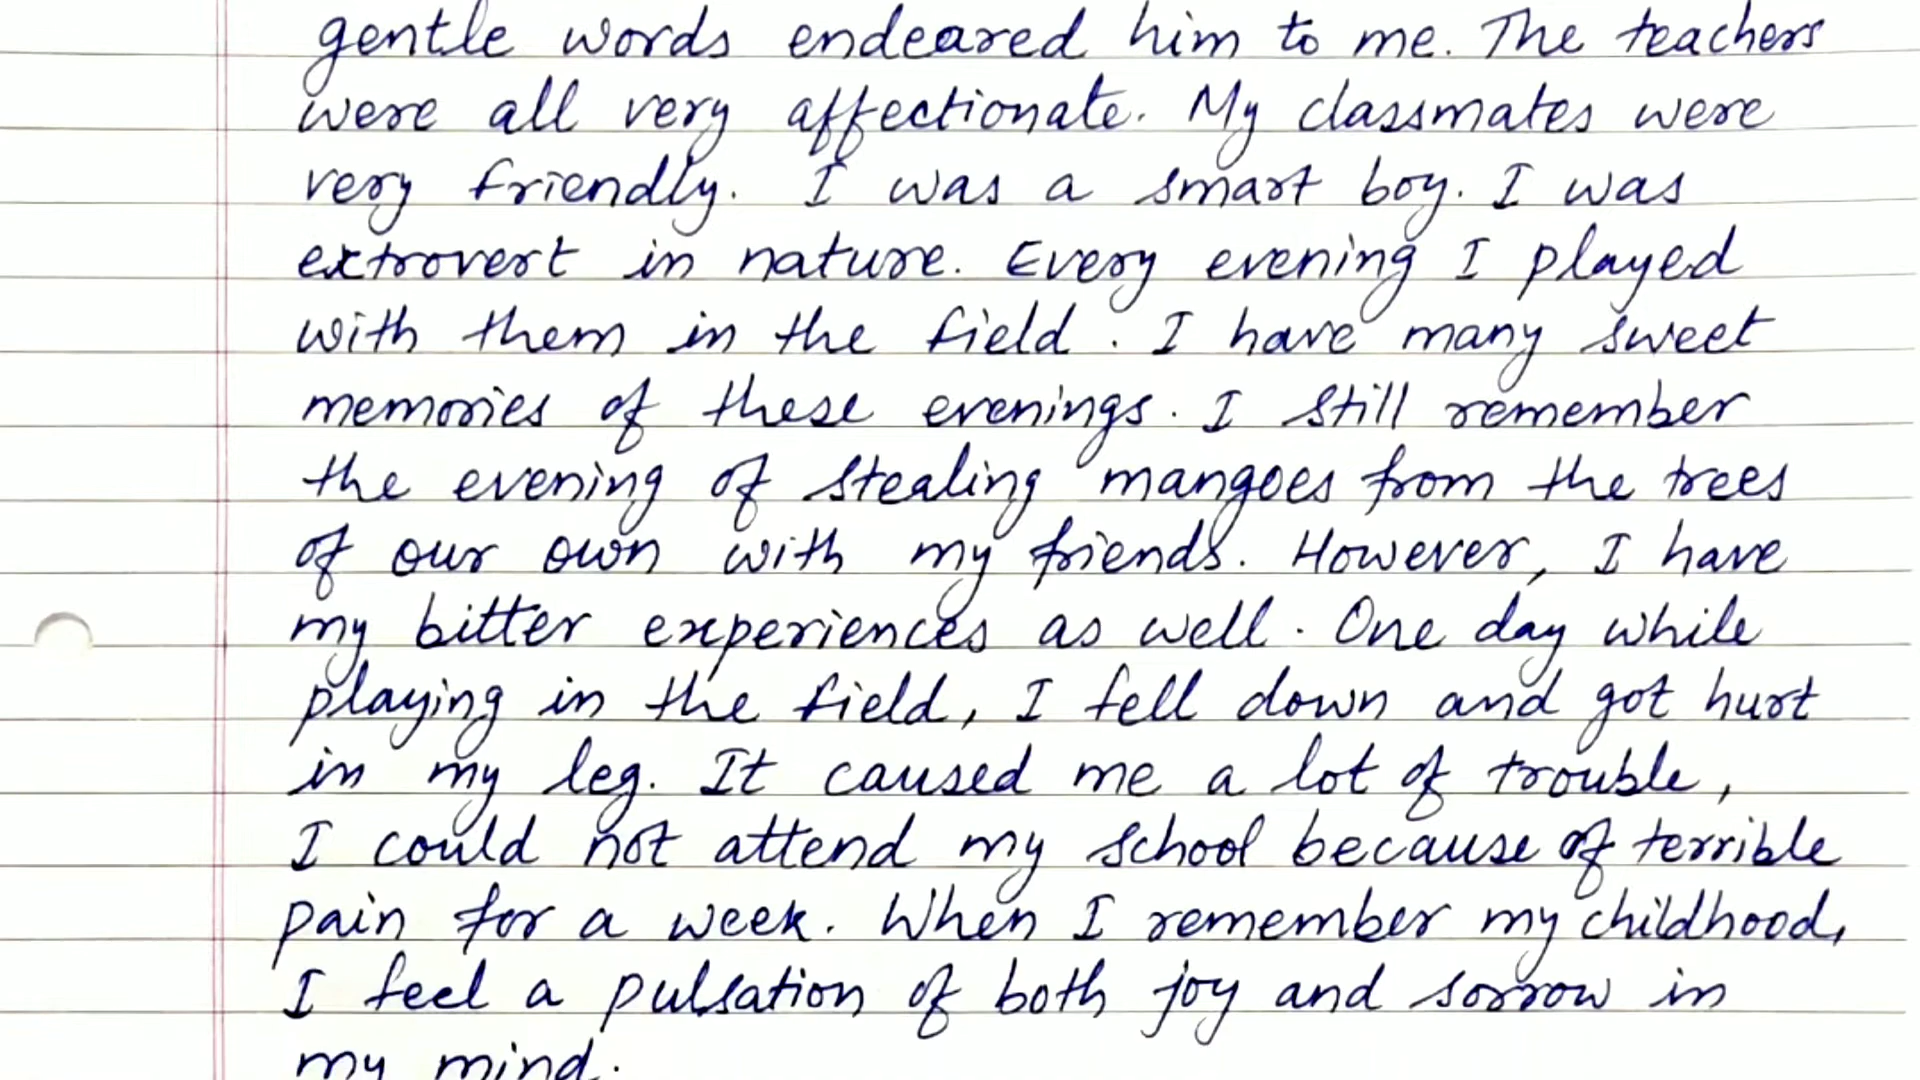 gentle words endeared him to me. The teachers
were all very affectionate. My classmates were
very friendly. I was a smart boy. I was
extrovert in nature. Every evening I played
with them in the field. I have many sweet
memories of these evenings. I still remember
the evening of stealing mangoes from the trees
of our own with my friends. However, I have
my bitter experiences as well. One day while
playing in the field, I fell down and got hurt
in my leg. It caused me a lot of trouble,
I could not attend my school because of terrible
pain for a week. When I remember my childhood,
I feel a pulsation of both joy and sorrow in
my mind.